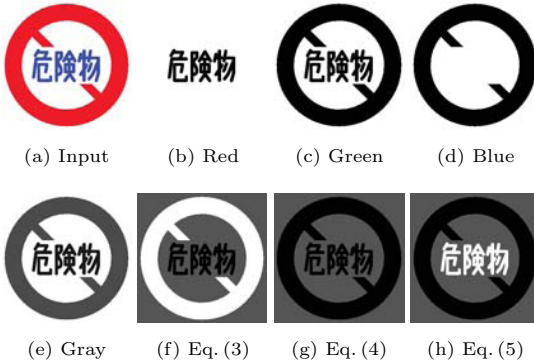 危険物 危険物 危険物
(a) Input (b) Red (c) Green (d) Blue
危険物 危険物 危険物 危険物
(e) Gray (f) Eq. (3) (g) Eq. (4) (h) Eq. (5)